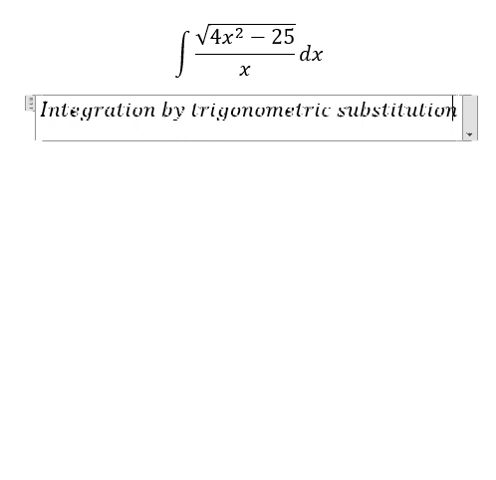 ∫ √(4x² − 25) / x dx
Integration by trigonometric substitution